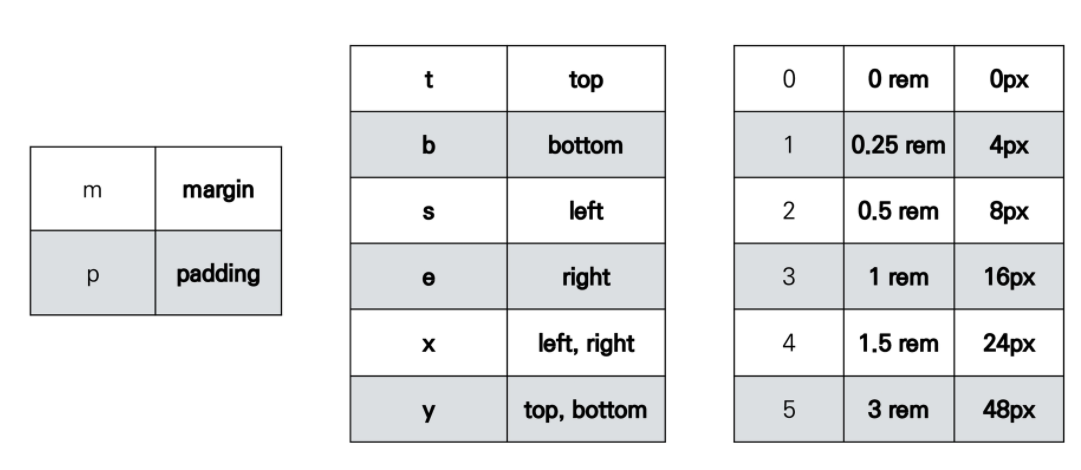 m margin
p padding
t top
b bottom
s left
e right
x left, right
y top, bottom
0 0 rem 0px
1 0.25 rem 4px
2 0.5 rem 8px
3 1 rem 16px
4 1.5 rem 24px
5 3 rem 48px